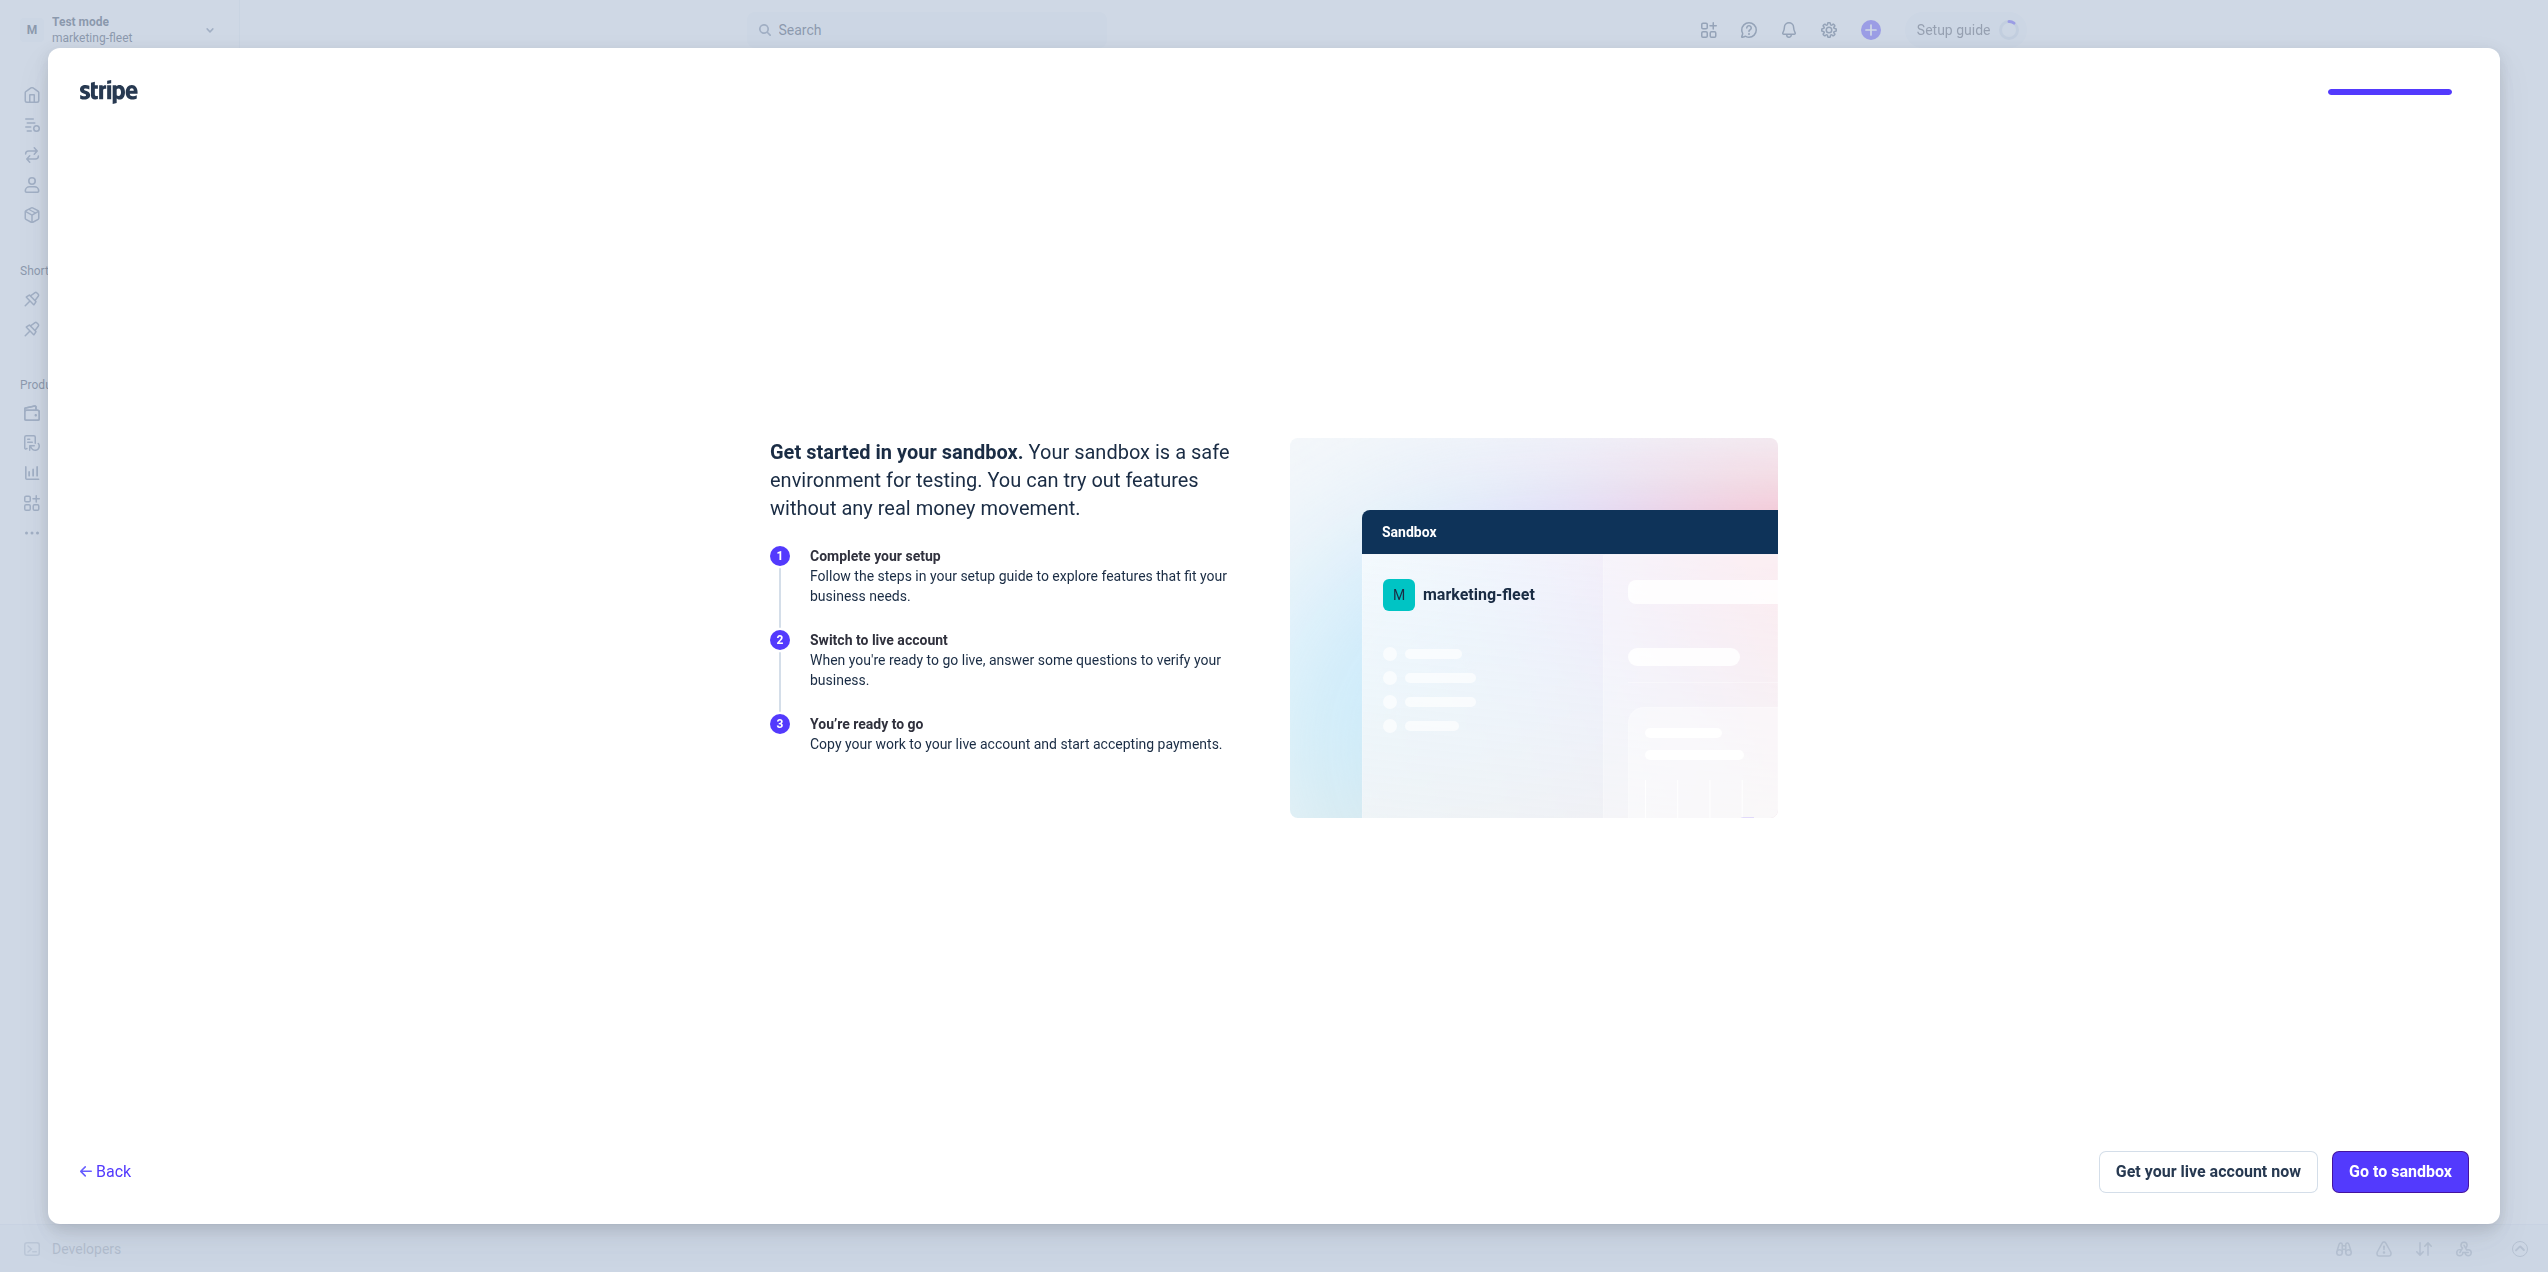 M
Test mode
marketing-fleet
Search
Setup guide
stripe
Short
Produ
Get started in your sandbox. Your sandbox is a safe
environment for testing. You can try out features
without any real money movement.
1 Complete your setup
Follow the steps in your setup guide to explore features that fit your
business needs.
2 Switch to live account
When you're ready to go live, answer some questions to verify your
business.
3 You’re ready to go
Copy your work to your live account and start accepting payments.
Sandbox
M marketing-fleet
Back
Get your live account now
Go to sandbox
Developers